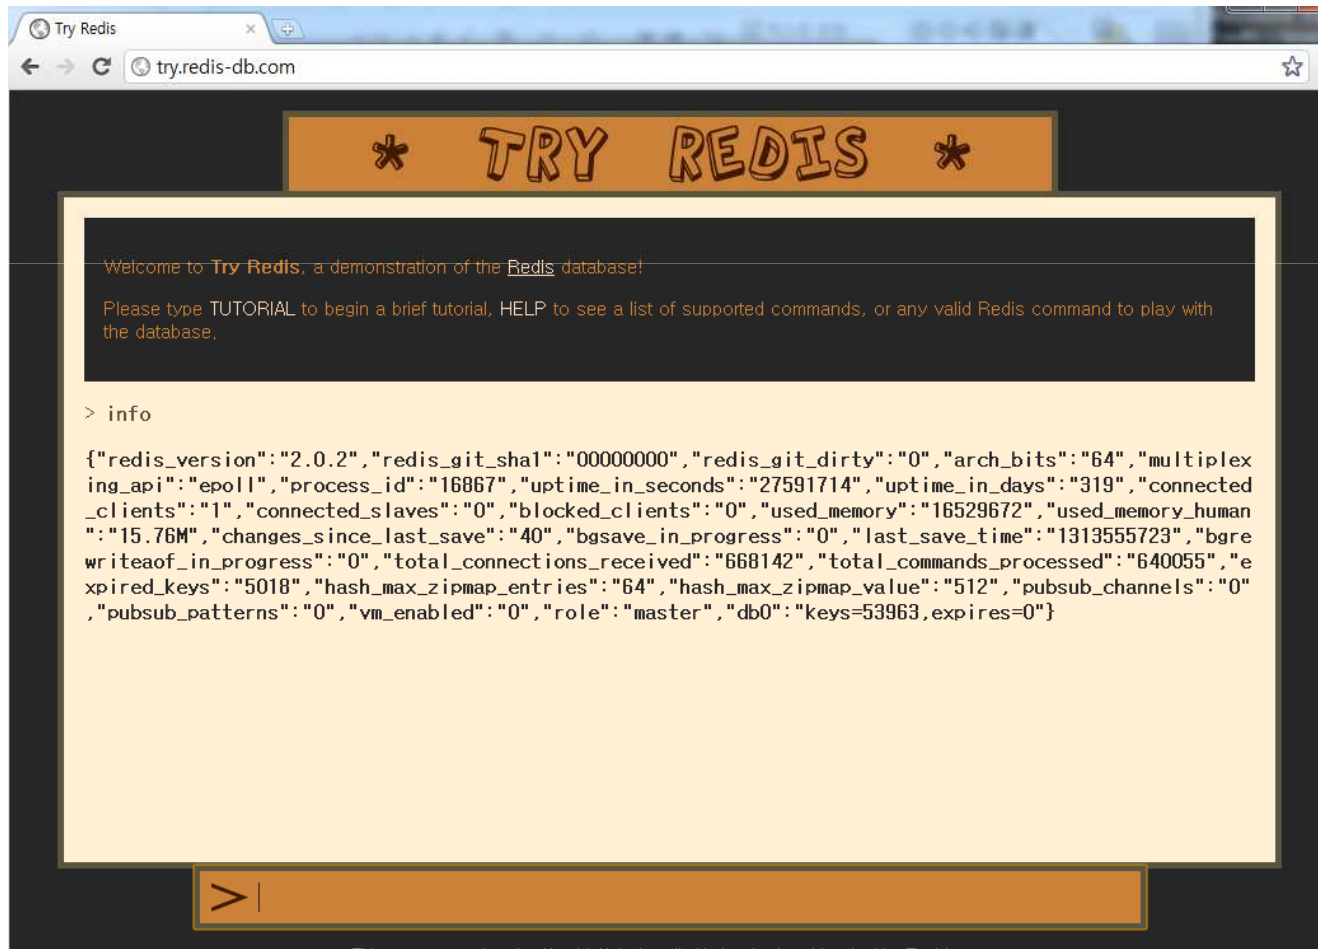 Try Redis
try.redis-db.com
* TRY REDIS *
Welcome to Try Redis, a demonstration of the Redis database!
Please type TUTORIAL to begin a brief tutorial, HELP to see a list of supported commands, or any valid Redis command to play with
the database.
> info
{"redis_version":"2.0.2","redis_git_sha1":"00000000","redis_git_dirty":"0","arch_bits":"64","multiplex
ing_api":"epoll","process_id":"16867","uptime_in_seconds":"27591714","uptime_in_days":"319","connected
_clients":"1","connected_slaves":"0","blocked_clients":"0","used_memory":"16529672","used_memory_human
":"15.76M","changes_since_last_save":"40","bgsave_in_progress":"0","last_save_time":"1313555723","bgre
writeaof_in_progress":"0","total_connections_received":"668142","total_commands_processed":"640055","e
xpired_keys":"5018","hash_max_zipmap_entries":"64","hash_max_zipmap_value":"512","pubsub_channels":"0"
,"pubsub_patterns":"0","vm_enabled":"0","role":"master","db0":"keys=53963,expires=0"}
>